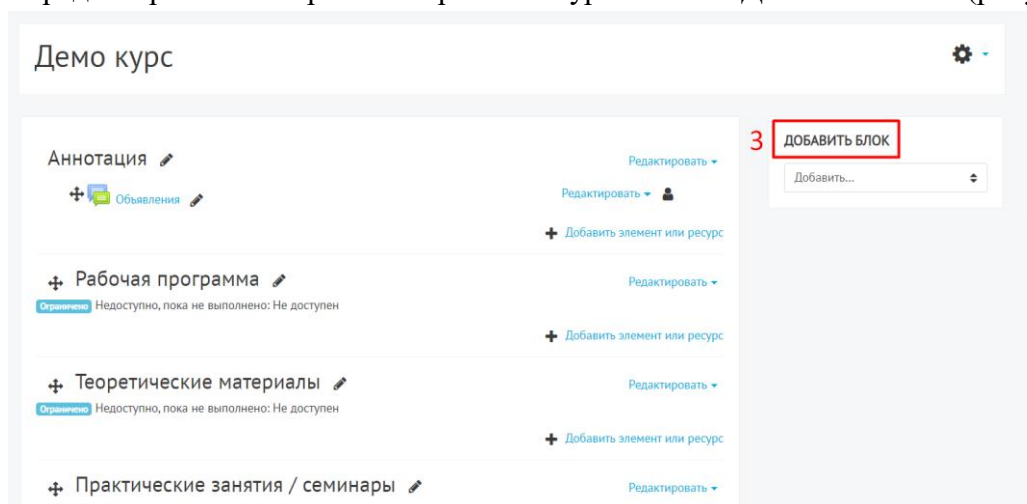 Демо курс
3 ДОБАВИТЬ БЛОК
Добавить...
Аннотация Редактировать
Объявления Редактировать
Добавить элемент или ресурс
Рабочая программа Редактировать
Ограничено Недоступно, пока не выполнено: Не доступен
Добавить элемент или ресурс
Теоретические материалы Редактировать
Ограничено Недоступно, пока не выполнено: Не доступен
Добавить элемент или ресурс
Практические занятия / семинары Редактировать